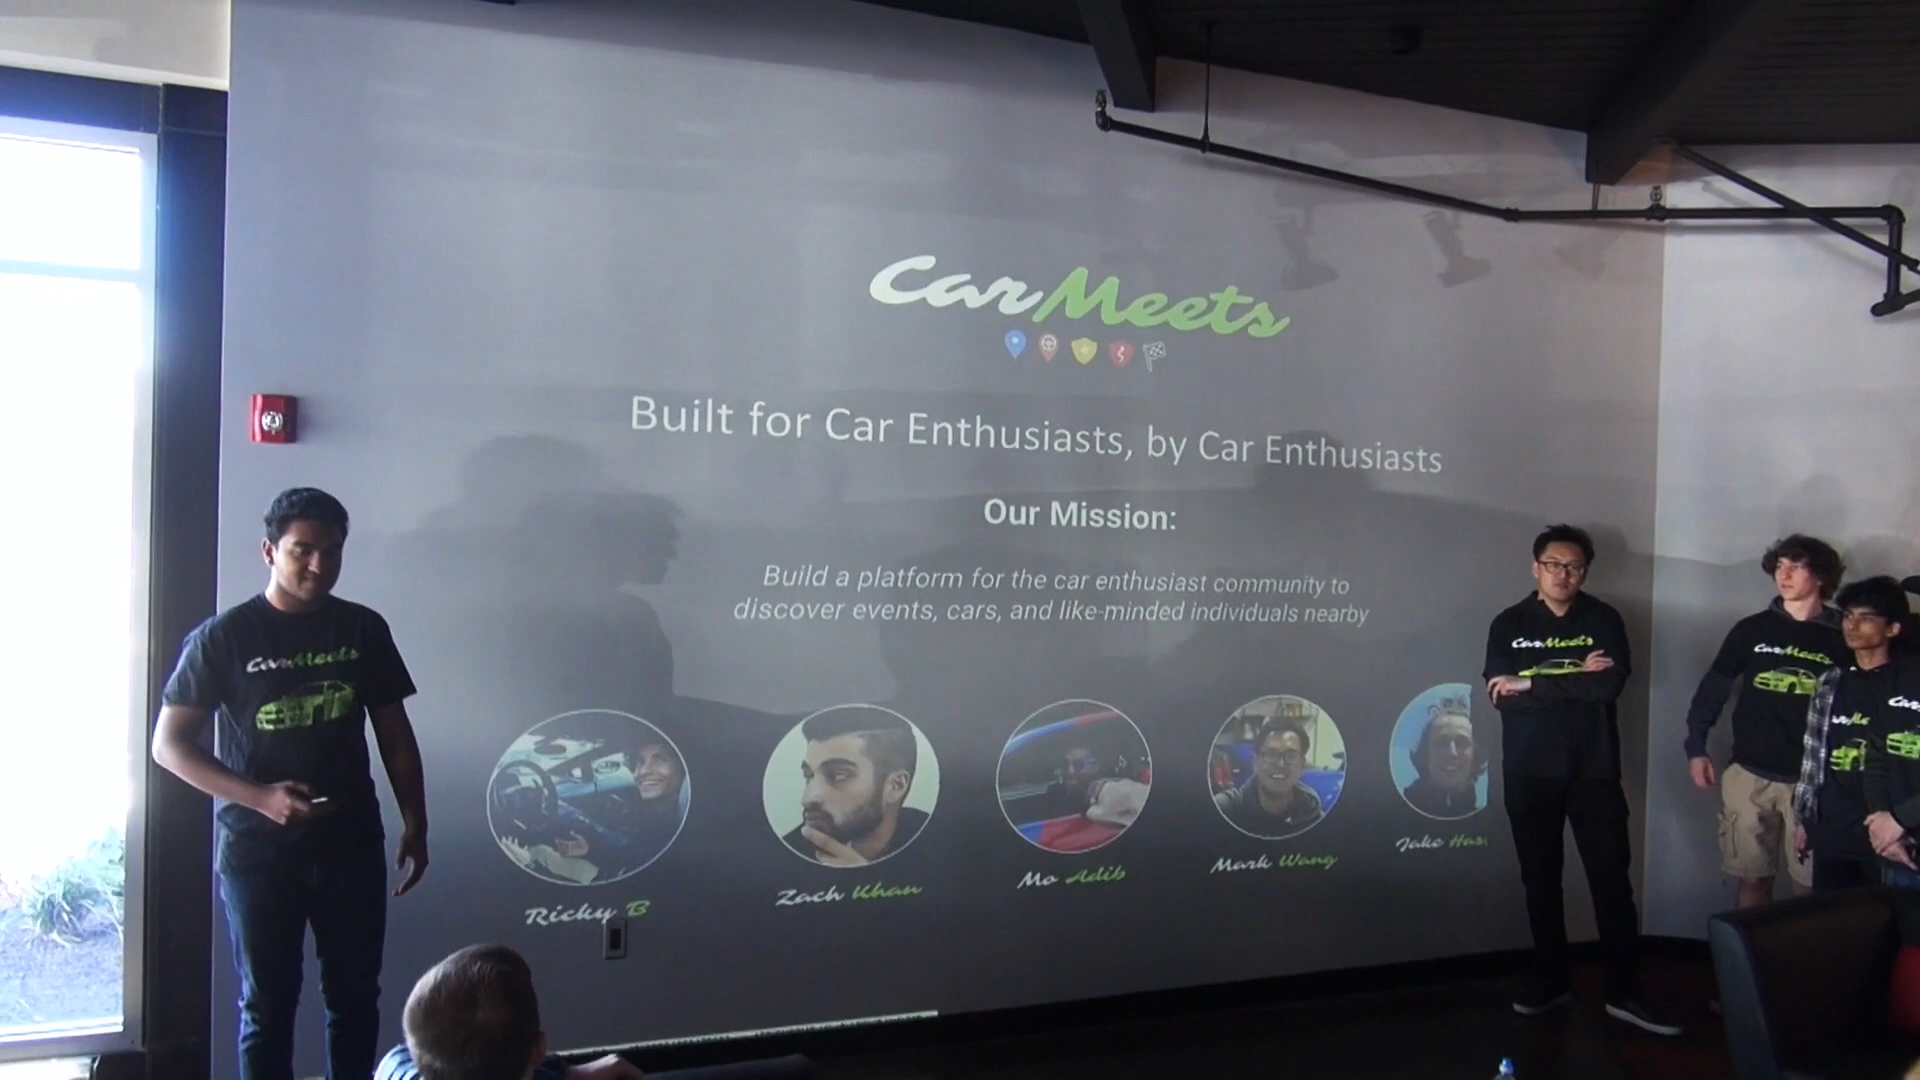 CarMeets
Built for Car Enthusiasts, by Car Enthusiasts
Our Mission:
Build a platform for the car enthusiast community to
discover events, cars, and like-minded individuals nearby
Ricky B
Zach Khan
Mo Adib
Mark Wang
Jake
CarMeets
CarMeets
CarMeets